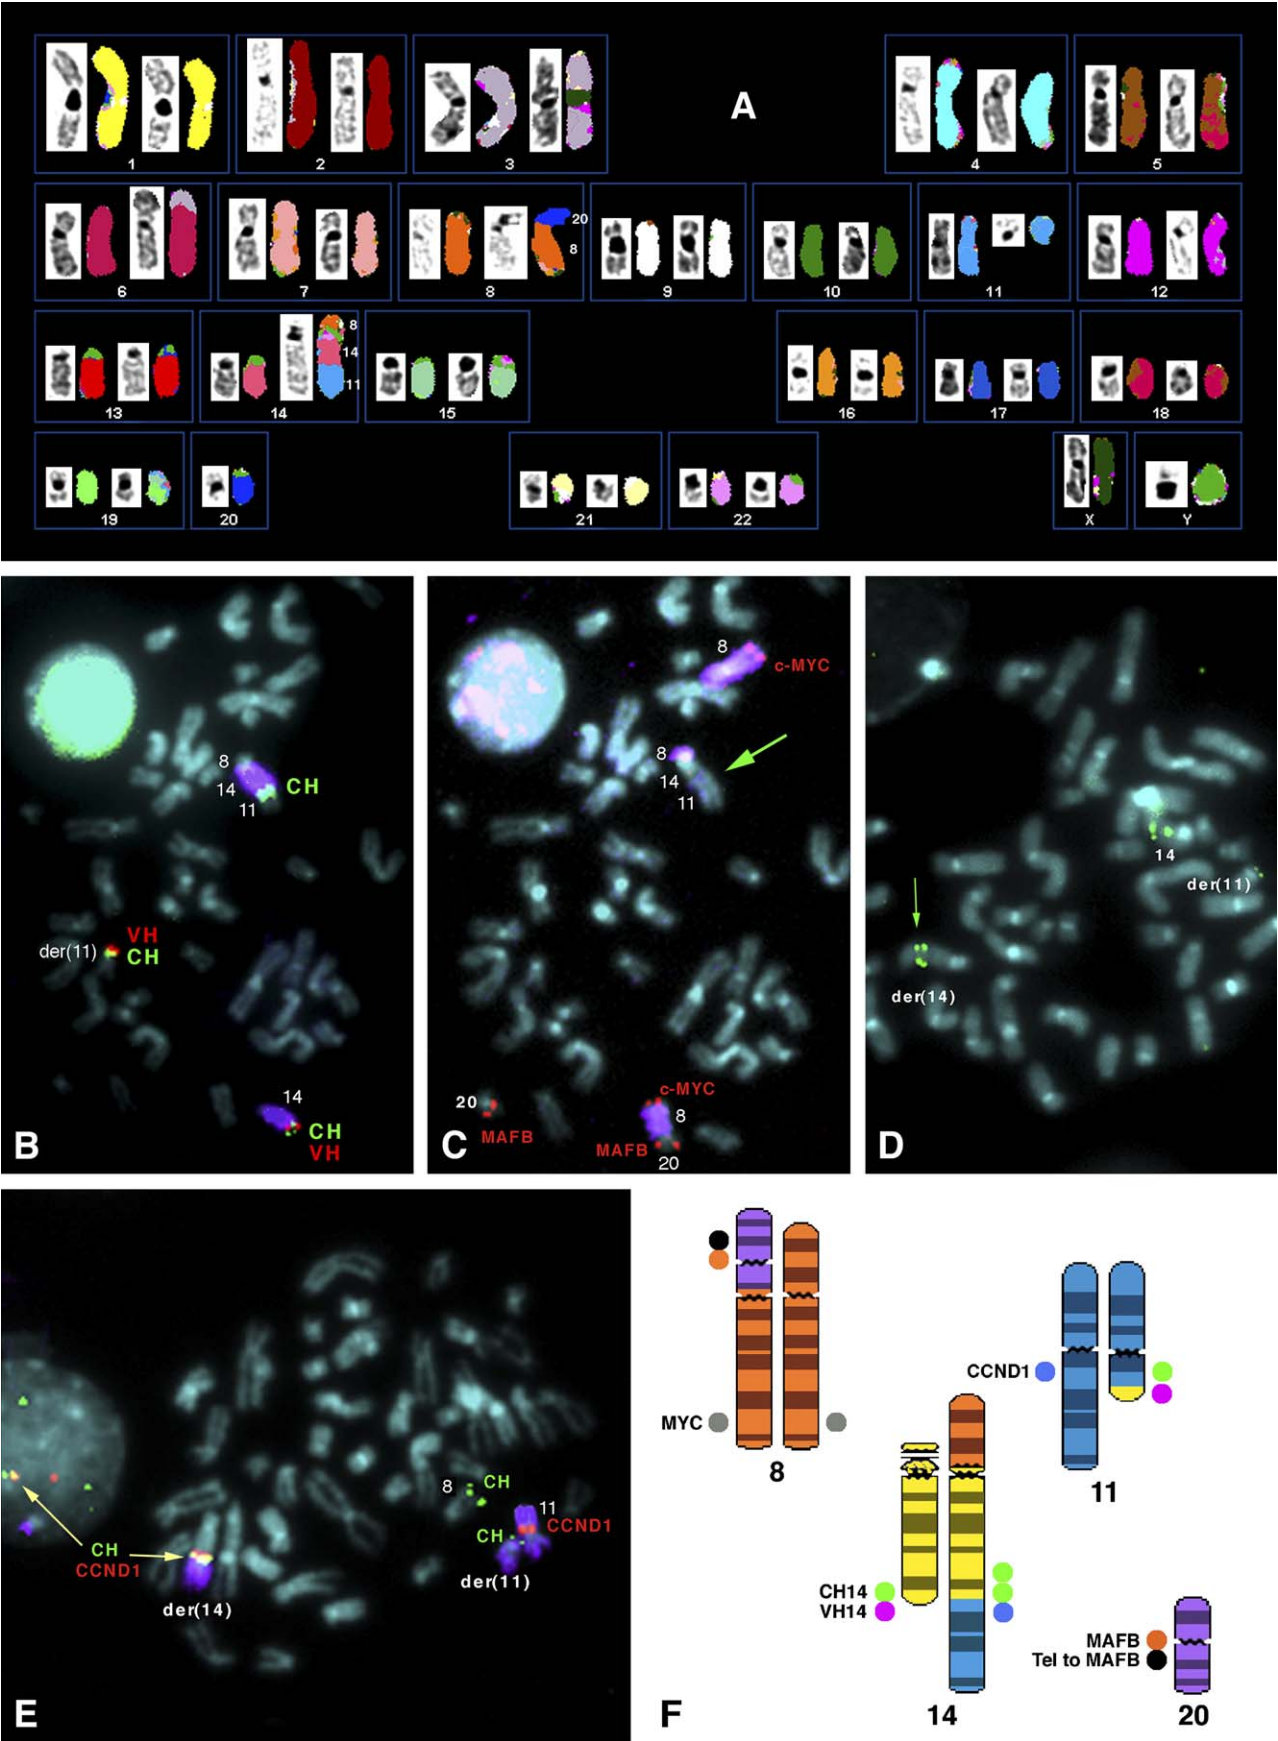 A
1
2
3
4
5
6
7
20
8
8
9
10
11
12
13
8
14
11
14
15
16
17
18
19
20
21
22
X
Y
8
14
11
CH
der(11)
VH
CH
14
CH
VH
B
8
c-MYC
8
14
11
20
MAFB
c-MYC
8
MAFB
20
C
14
der(11)
der(14)
D
8
CH
11
CCND1
CH
der(11)
CH
CCND1
der(14)
E
MYC
8
CCND1
11
CH14
VH14
14
MAFB
Tel to MAFB
20
F